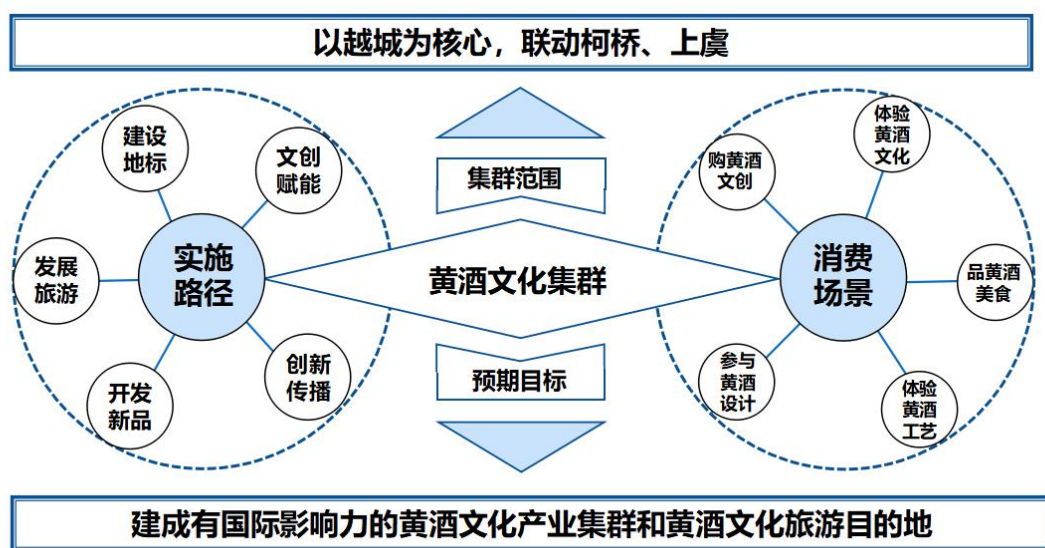 以越城为核心，联动柯桥、上虞
建设
地标
文创
赋能
实施
路径
发展
旅游
开发
新品
创新
传播
集群范围
黄酒文化集群
预期目标
购黄酒
文创
体验
黄酒
文化
消费
场景
品黄酒
美食
参与
黄酒
设计
体验
黄酒
工艺
建成有国际影响力的黄酒文化产业集群和黄酒文化旅游目的地